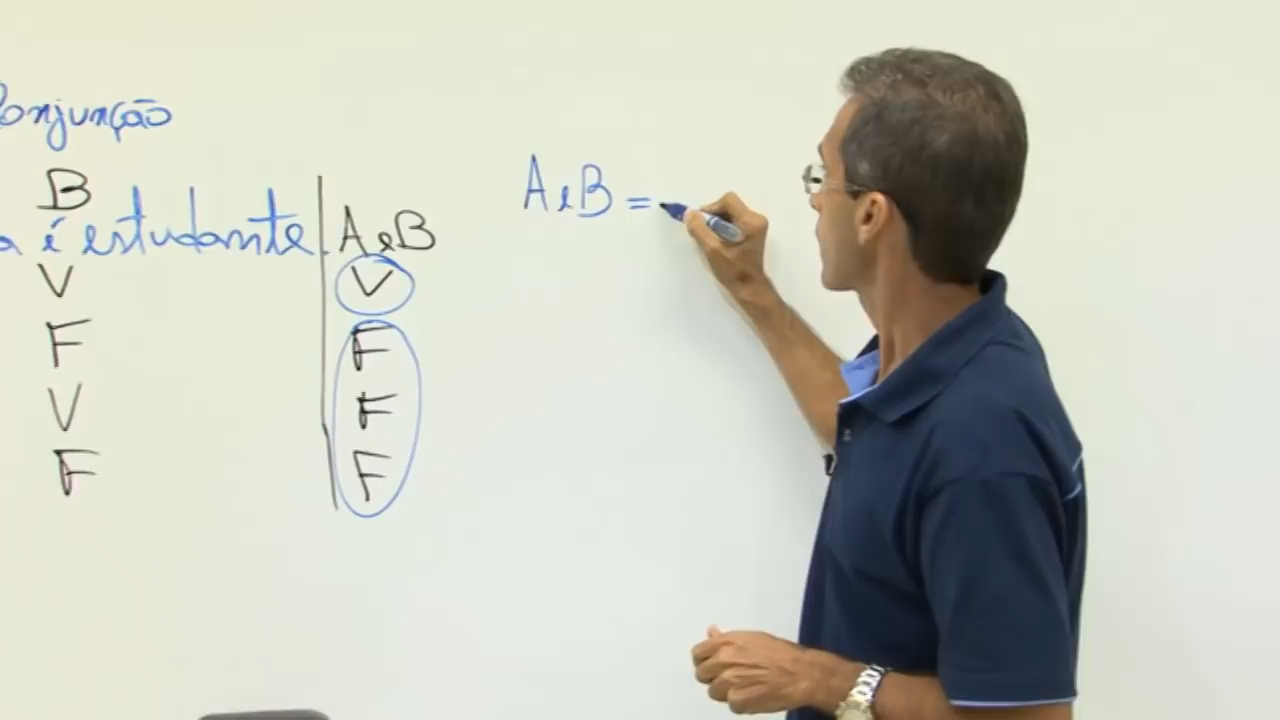 onjunção
B
a é estudante. A e B
V V
F F
V F
F F
A e B =